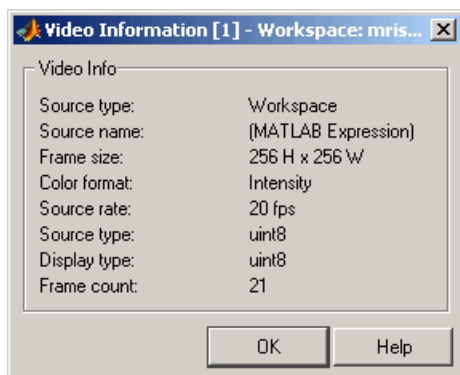 Video Information [1] - Workspace: mris...
Video Info
Source type: Workspace
Source name: (MATLAB Expression)
Frame size: 256 H x 256 W
Color format: Intensity
Source rate: 20 fps
Source type: uint8
Display type: uint8
Frame count: 21
OK Help